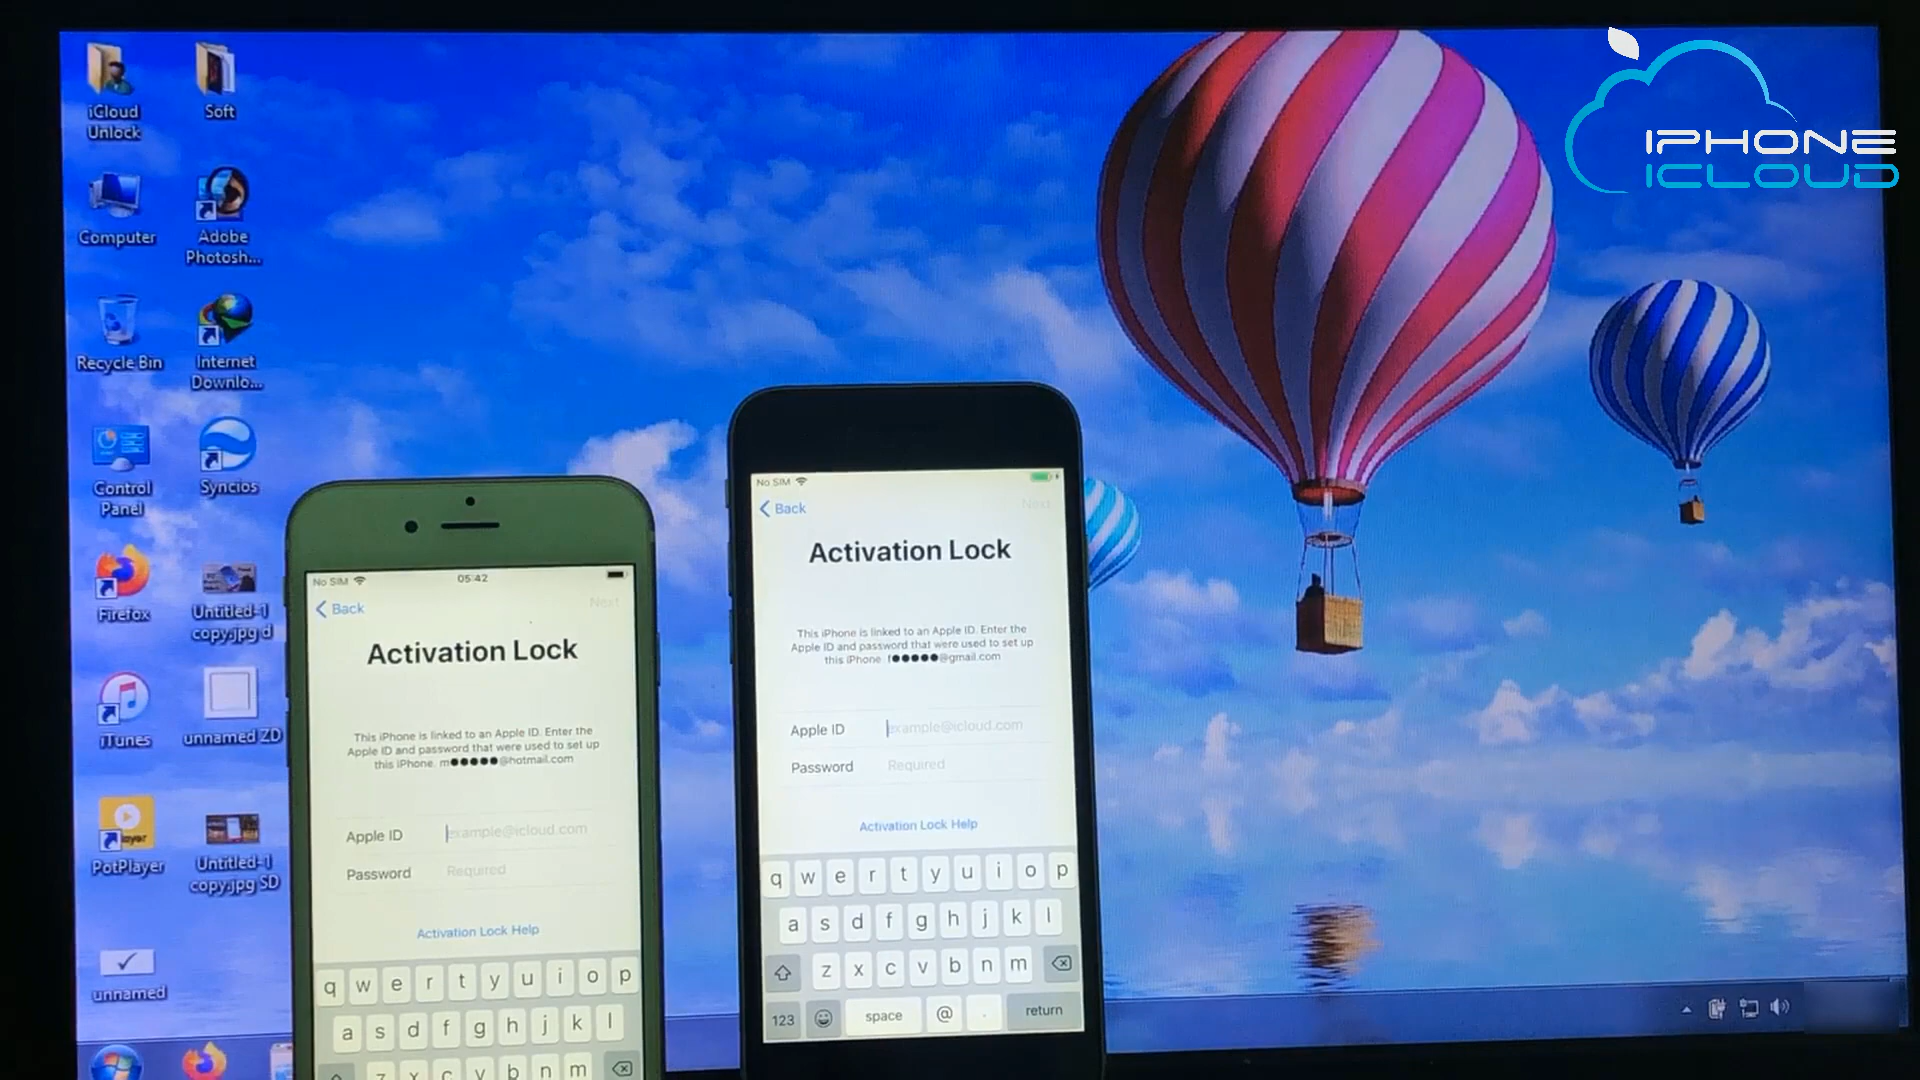 iCloud
Unlock
Soft
Computer
Adobe
Photosh...
Recycle Bin
Internet
Downlo...
Control
Panel
Syncios
Firefox
Untitled-1
copy.jpg d
iTunes
unnamed ZD
PotPlayer
Untitled-1
copy.jpg SD
unnamed
IPHONE
ICLOUD
No SIM
05:42
Back
Next
Activation Lock
This iPhone is linked to an Apple ID. Enter the
Apple ID and password that were used to set up
this iPhone. m●●●●●@hotmail.com
Apple ID
example@icloud.com
Password
Required
Activation Lock Help
q w e r t y u i o p
a s d f g h j k l
z x c v b n m
No SIM
Back
Next
Activation Lock
This iPhone is linked to an Apple ID. Enter the
Apple ID and password that were used to set up
this iPhone. f●●●●●@gmail.com
Apple ID
example@icloud.com
Password
Required
Activation Lock Help
q w e r t y u i o p
a s d f g h j k l
z x c v b n m
123
space
@
.
return